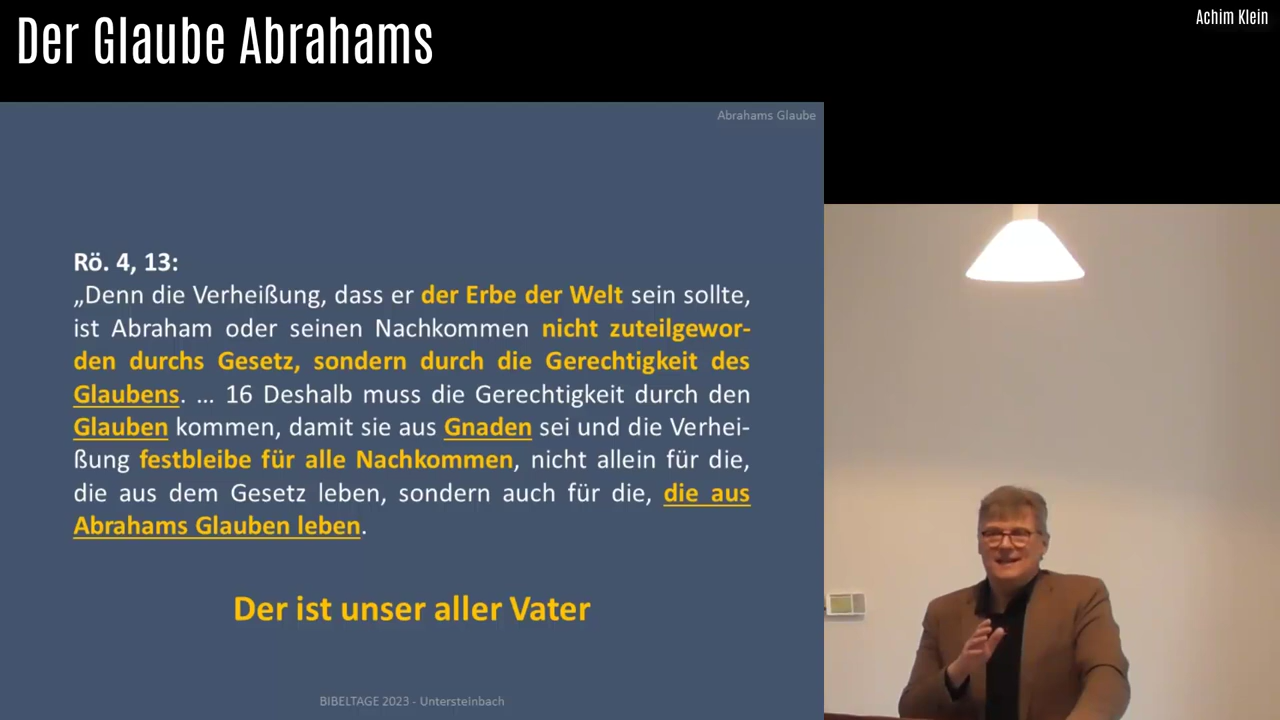 Der Glaube Abrahams
Achim Klein
Abrahams Glaube
Rö. 4, 13:
„Denn die Verheißung, dass er der Erbe der Welt sein sollte,
ist Abraham oder seinen Nachkommen nicht zuteilgewor-
den durchs Gesetz, sondern durch die Gerechtigkeit des
Glaubens. ... 16 Deshalb muss die Gerechtigkeit durch den
Glauben kommen, damit sie aus Gnaden sei und die Verhei-
ßung festbleibe für alle Nachkommen, nicht allein für die,
die aus dem Gesetz leben, sondern auch für die, die aus
Abrahams Glauben leben.
Der ist unser aller Vater
BIBELTAGE 2023 - Untersteinbach